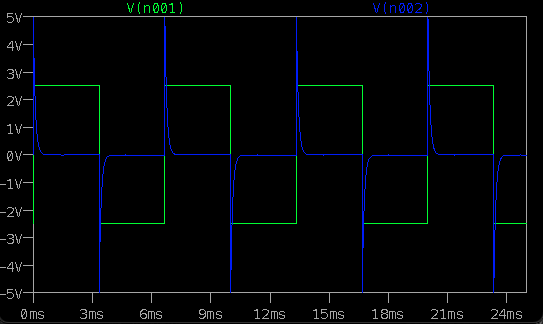 V(n001) V(n002)
5V
4V
3V
2V
1V
0V
-1V
-2V
-3V
-4V
-5V
0ms 3ms 6ms 9ms 12ms 15ms 18ms 21ms 24ms